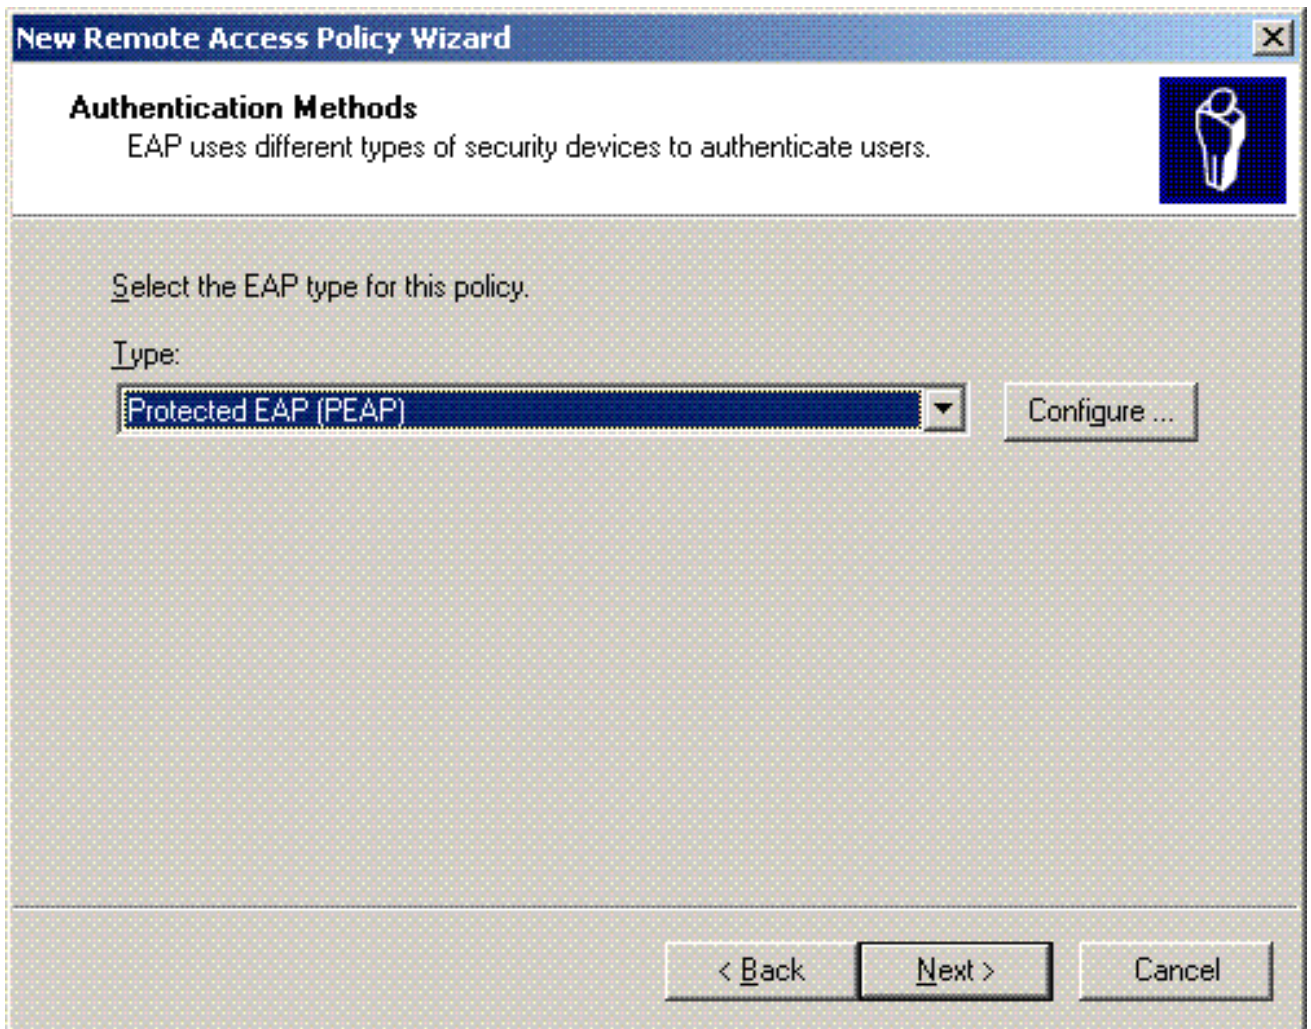 New Remote Access Policy Wizard
Authentication Methods
EAP uses different types of security devices to authenticate users.
Select the EAP type for this policy.
Type:
Protected EAP (PEAP)
Configure ...
< Back
Next >
Cancel